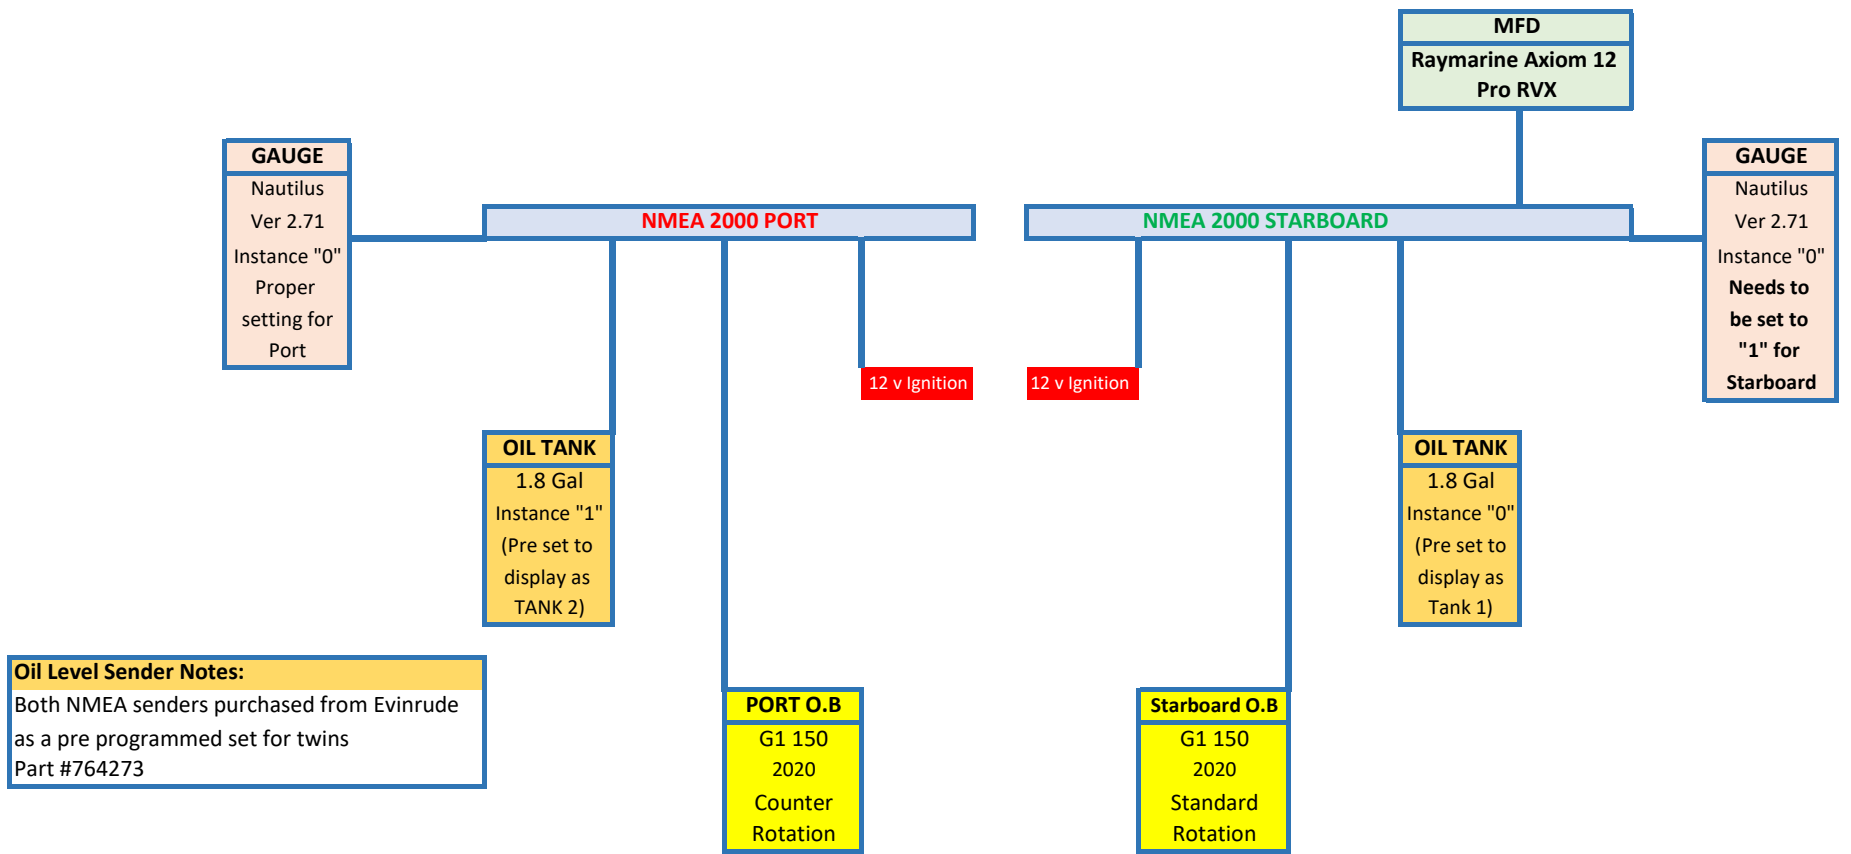 MFD
Raymarine Axiom 12
Pro RVX
GAUGE
Nautilus
Ver 2.71
Instance "0"
Proper
setting for
Port
NMEA 2000 PORT
NMEA 2000 STARBOARD
GAUGE
Nautilus
Ver 2.71
Instance "0"
Needs to
be set to
"1" for
Starboard
12 v Ignition
12 v Ignition
OIL TANK
1.8 Gal
Instance "1"
(Pre set to
display as
TANK 2)
OIL TANK
1.8 Gal
Instance "0"
(Pre set to
display as
Tank 1)
Oil Level Sender Notes:
Both NMEA senders purchased from Evinrude
as a pre programmed set for twins
Part #764273
PORT O.B
G1 150
2020
Counter
Rotation
Starboard O.B
G1 150
2020
Standard
Rotation